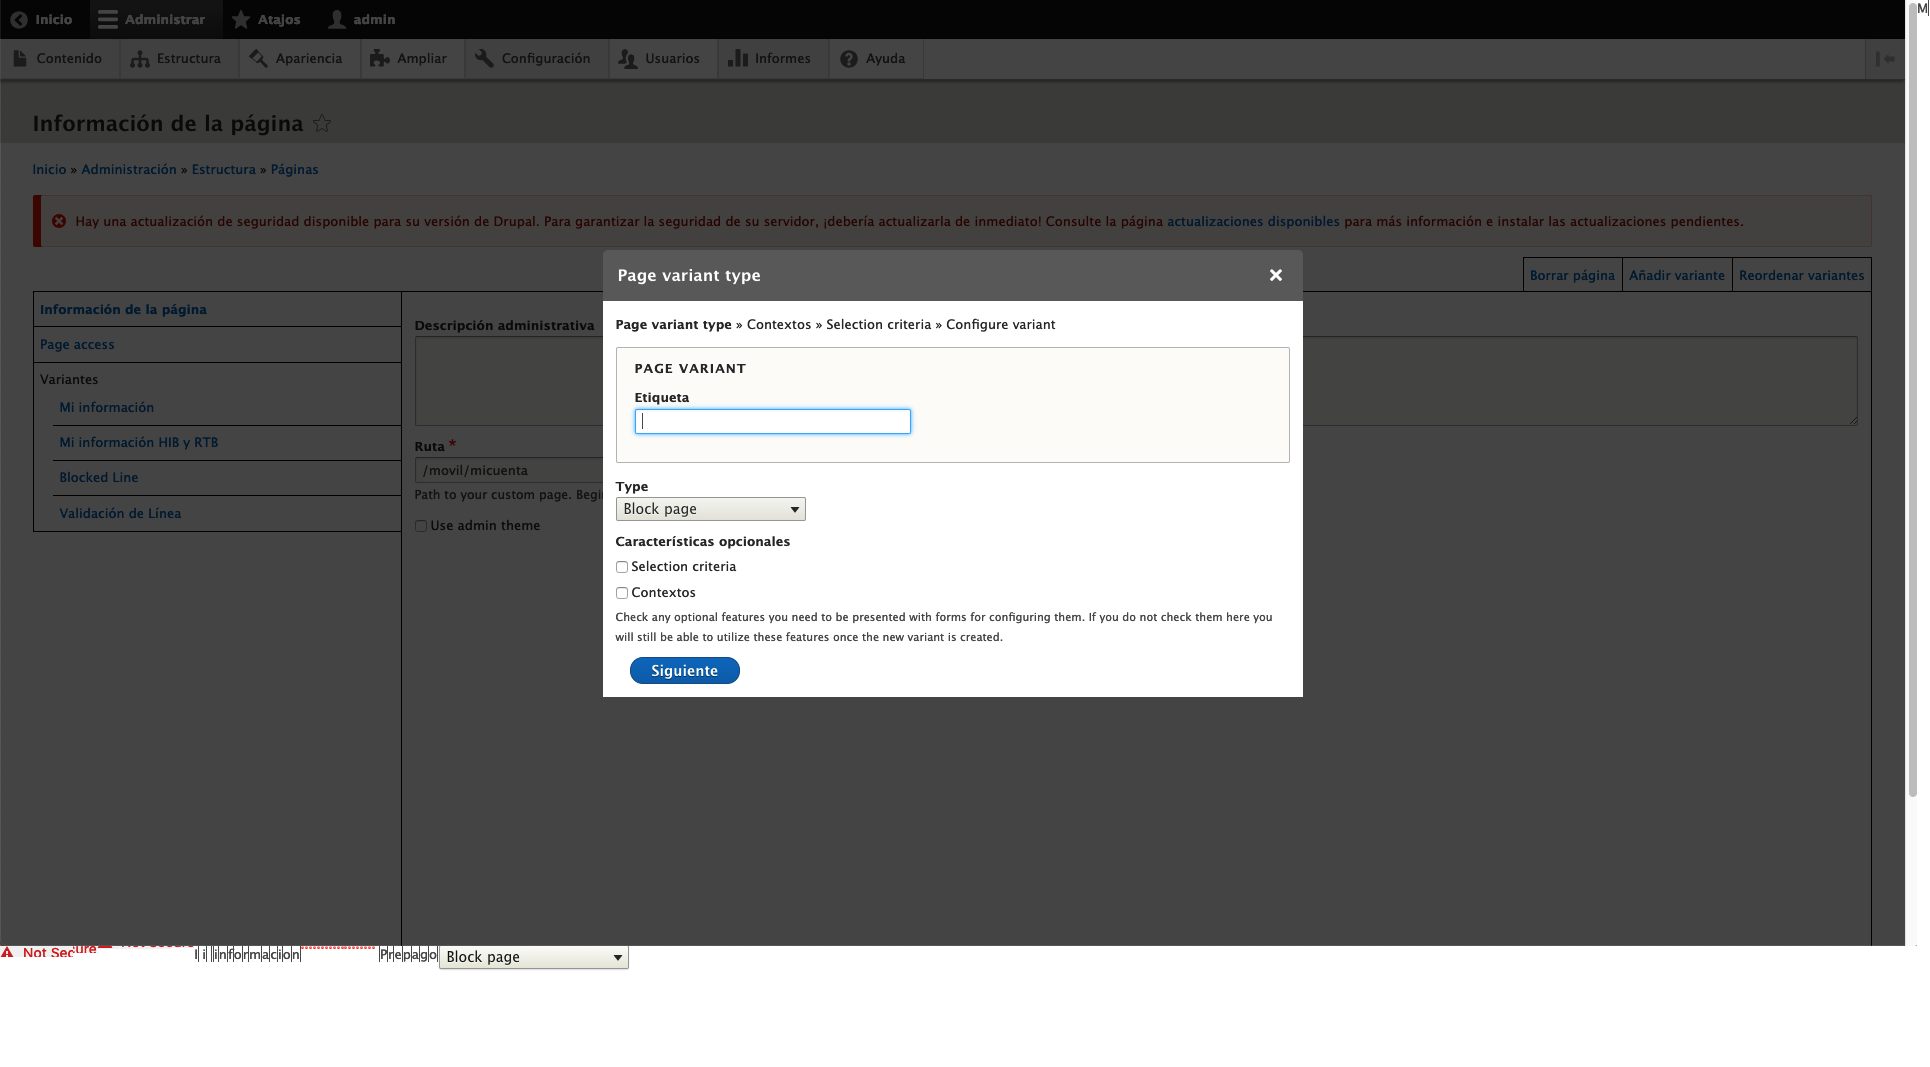 Inicio Administrar Atajos admin
Contenido Estructura Apariencia Ampliar Configuración Usuarios Informes Ayuda
Información de la página
Inicio » Administración » Estructura » Páginas
Hay una actualización de seguridad disponible para su versión de Drupal. Para garantizar la seguridad de su servidor, ¡debería actualizarla de inmediato! Consulte la página actualizaciones disponibles para más información e instalar las actualizaciones pendientes.
Borrar página Añadir variante Reordenar variantes
Información de la página
Page access
Variantes
Mi información
Mi información HIB y RTB
Blocked Line
Validación de Línea
Descripción administrativa
Ruta *
/movil/micuenta
Path to your custom page. Begi
Use admin theme
Page variant type
Page variant type » Contextos » Selection criteria » Configure variant
PAGE VARIANT
Etiqueta
Type
Block page
Características opcionales
Selection criteria
Contextos
Check any optional features you need to be presented with forms for configuring them. If you do not check them here you
will still be able to utilize these features once the new variant is created.
Siguiente
M
Not Secure
informacion Prepago Block page